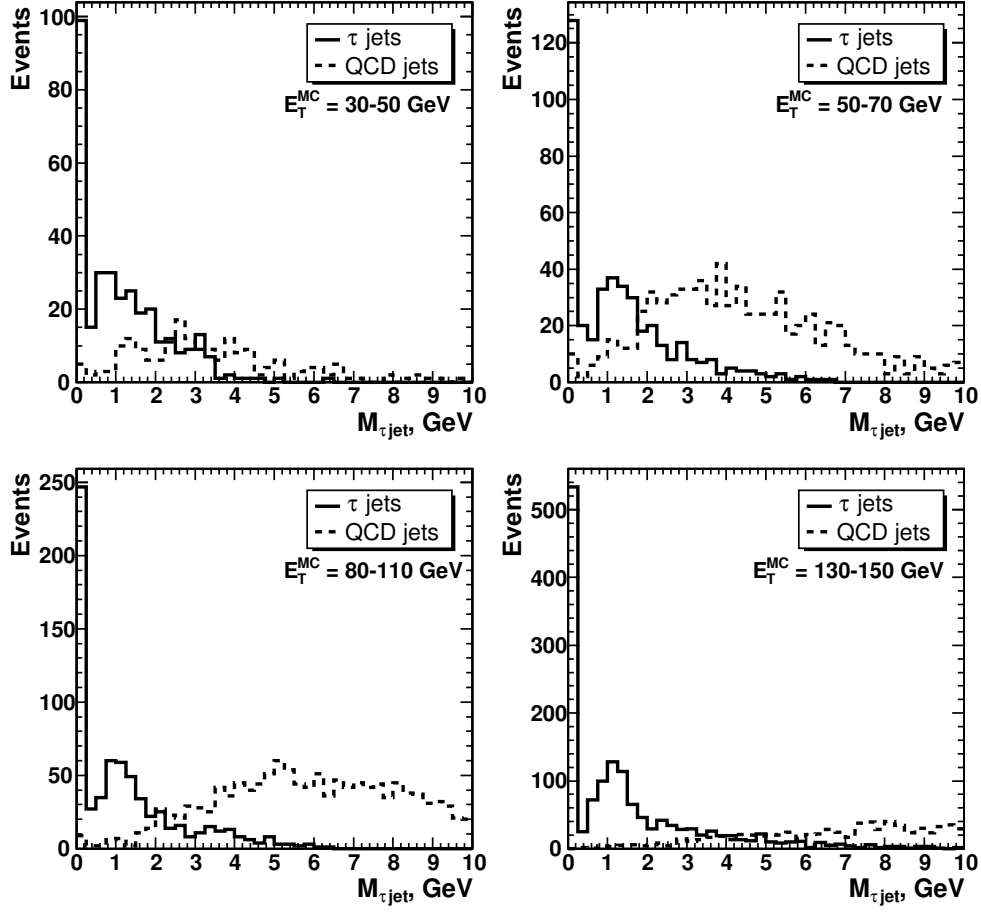 Events
100
80
60
40
20
0
τ jets
QCD jets
E_T^MC = 30-50 GeV
0 1 2 3 4 5 6 7 8 9 10
M_τjet, GeV
Events
120
100
80
60
40
20
0
τ jets
QCD jets
E_T^MC = 50-70 GeV
0 1 2 3 4 5 6 7 8 9 10
M_τjet, GeV
Events
250
200
150
100
50
0
τ jets
QCD jets
E_T^MC = 80-110 GeV
0 1 2 3 4 5 6 7 8 9 10
M_τjet, GeV
Events
500
400
300
200
100
0
τ jets
QCD jets
E_T^MC = 130-150 GeV
0 1 2 3 4 5 6 7 8 9 10
M_τjet, GeV